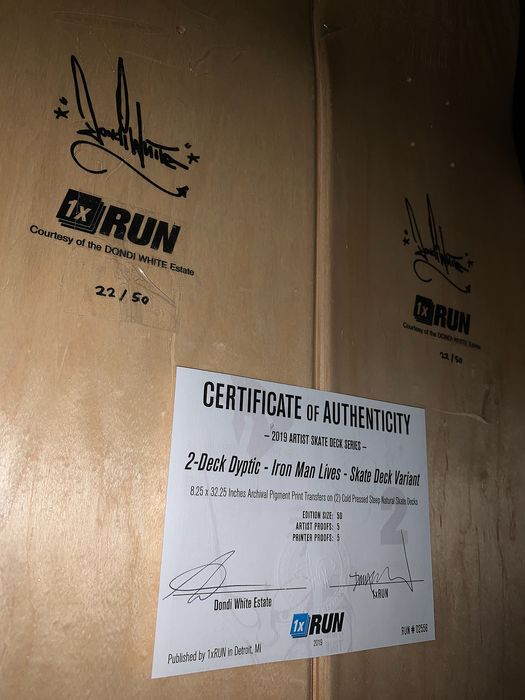 Dondi White
1x RUN
Courtesy of the DONDI WHITE Estate
22/50
1x RUN
Courtesy of the DONDI WHITE Estate
22/50
CERTIFICATE OF AUTHENTICITY
– 2019 ARTIST SKATE DECK SERIES –
2-Deck Dyptic - Iron Man Lives - Skate Deck Variant
8.25 x 32.25 Inches Archival Pigment Print Transfers on (2) Cold Pressed Steep Natural Skate Decks
EDITION SIZE: 50
ARTIST PROOFS: 5
PRINTER PROOFS: 5
Dondi White Estate
1xRUN
1x RUN
2019
Published by 1xRUN in Detroit, MI
RUN # 02556